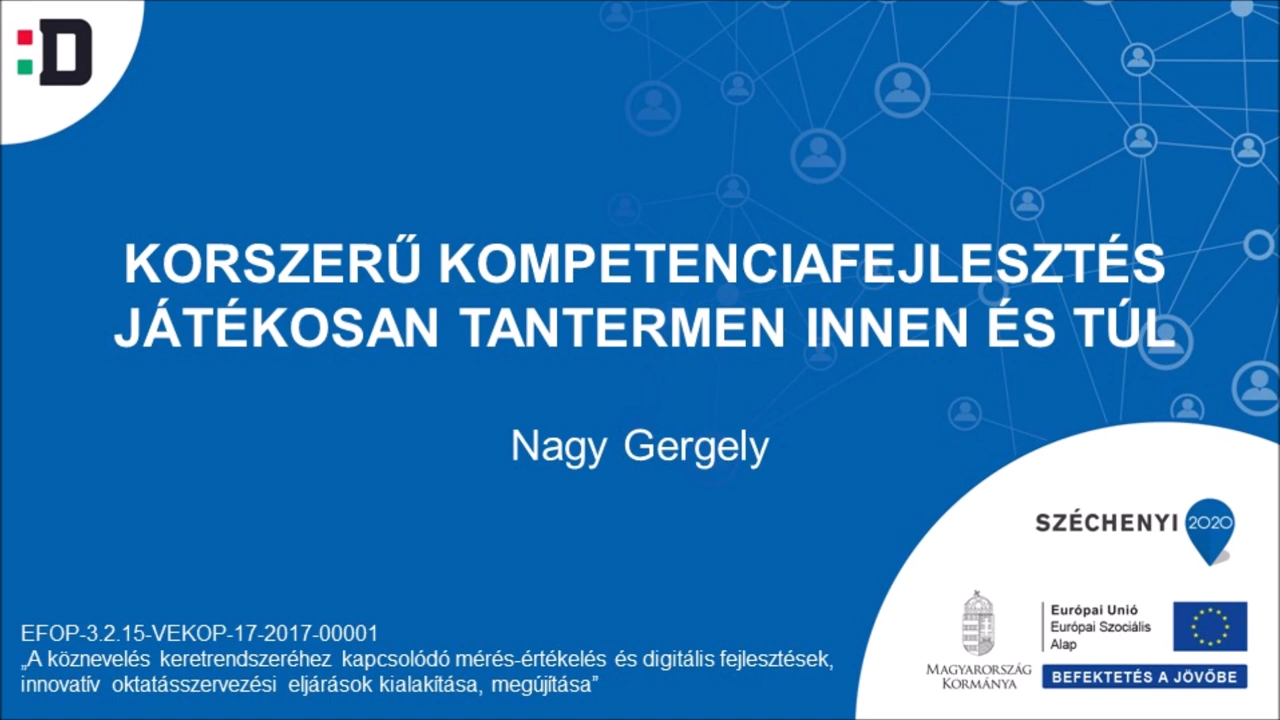 :D
KORSZERŰ KOMPETENCIAFEJLESZTÉS
JÁTÉKOSAN TANTERMEN INNEN ÉS TÚL
Nagy Gergely
SZÉCHENYI 2020
EFOP-3.2.15-VEKOP-17-2017-00001
„A köznevelés keretrendszeréhez kapcsolódó mérés-értékelés és digitális fejlesztések,
innovatív oktatásszervezési eljárások kialakítása, megújítása”
MAGYARORSZÁG
KORMÁNYA
Európai Unió
Európai Szociális
Alap
BEFEKTETÉS A JÖVŐBE